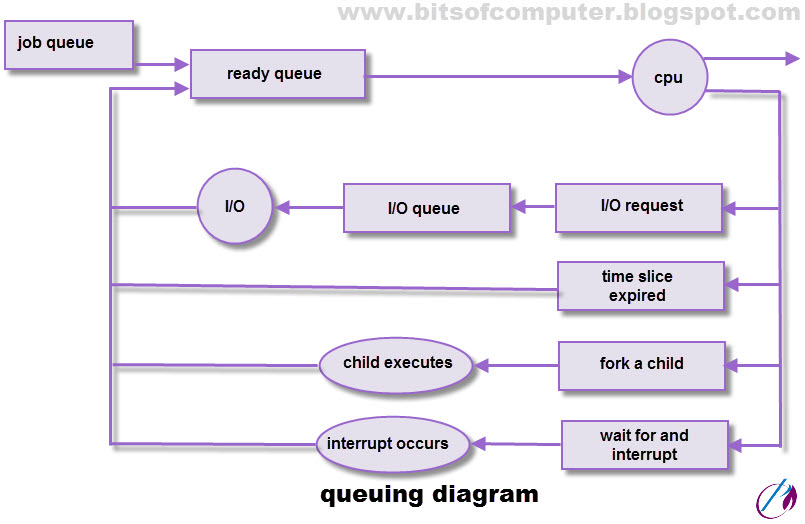 www.bitsofcomputer.blogspot.com
job queue
ready queue
cpu
I/O
I/O queue
I/O request
time slice
expired
child executes
fork a child
interrupt occurs
wait for and
interrupt
queuing diagram